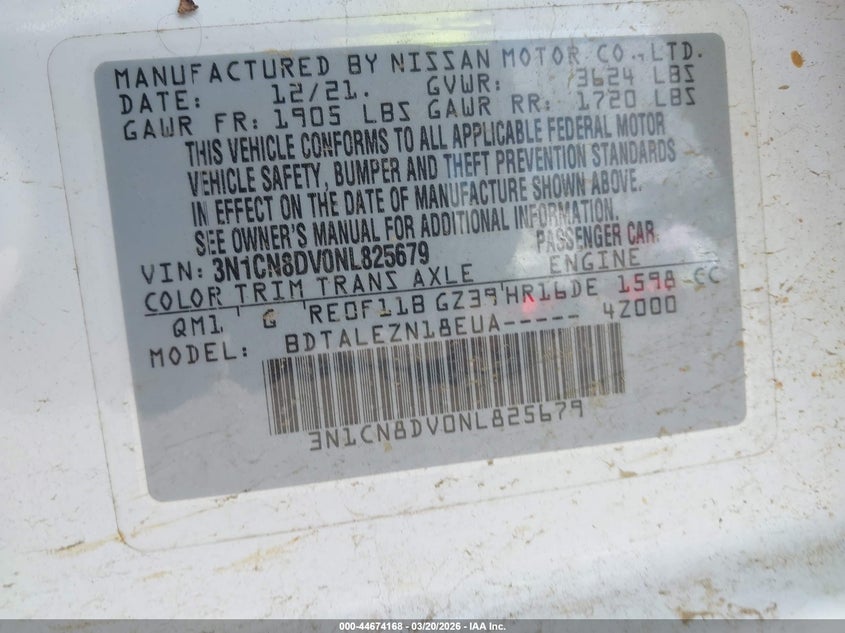 MANUFACTURED BY NISSAN MOTOR CO.,LTD.
DATE: 12/21. GVWR: 3624 LBS
GAWR FR: 1905 LBS GAWR RR: 1720 LBS
THIS VEHICLE CONFORMS TO ALL APPLICABLE FEDERAL MOTOR
VEHICLE SAFETY, BUMPER AND THEFT PREVENTION STANDARDS
IN EFFECT ON THE DATE OF MANUFACTURE SHOWN ABOVE.
SEE OWNER'S MANUAL FOR ADDITIONAL INFORMATION.
VIN: 3N1CN8DV0NL825679 PASSENGER CAR
COLOR TRIM TRANS AXLE ENGINE
QM1 G RE0F11B GZ39 HR16DE 1598 CC
MODEL: BDTALEZN18EUA----- 4Z000
3N1CN8DV0NL825679
000-44674168 - 03/20/2026 - IAA Inc.